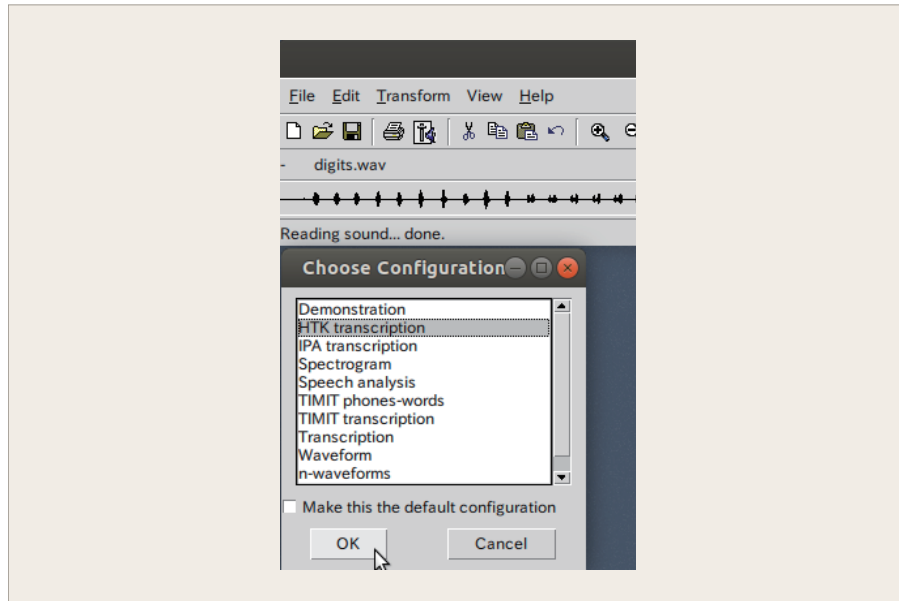 File Edit Transform View Help
- digits.wav
Reading sound... done.
Choose Configuration
Demonstration
HTK transcription
IPA transcription
Spectrogram
Speech analysis
TIMIT phones-words
TIMIT transcription
Transcription
Waveform
n-waveforms
Make this the default configuration
OK Cancel